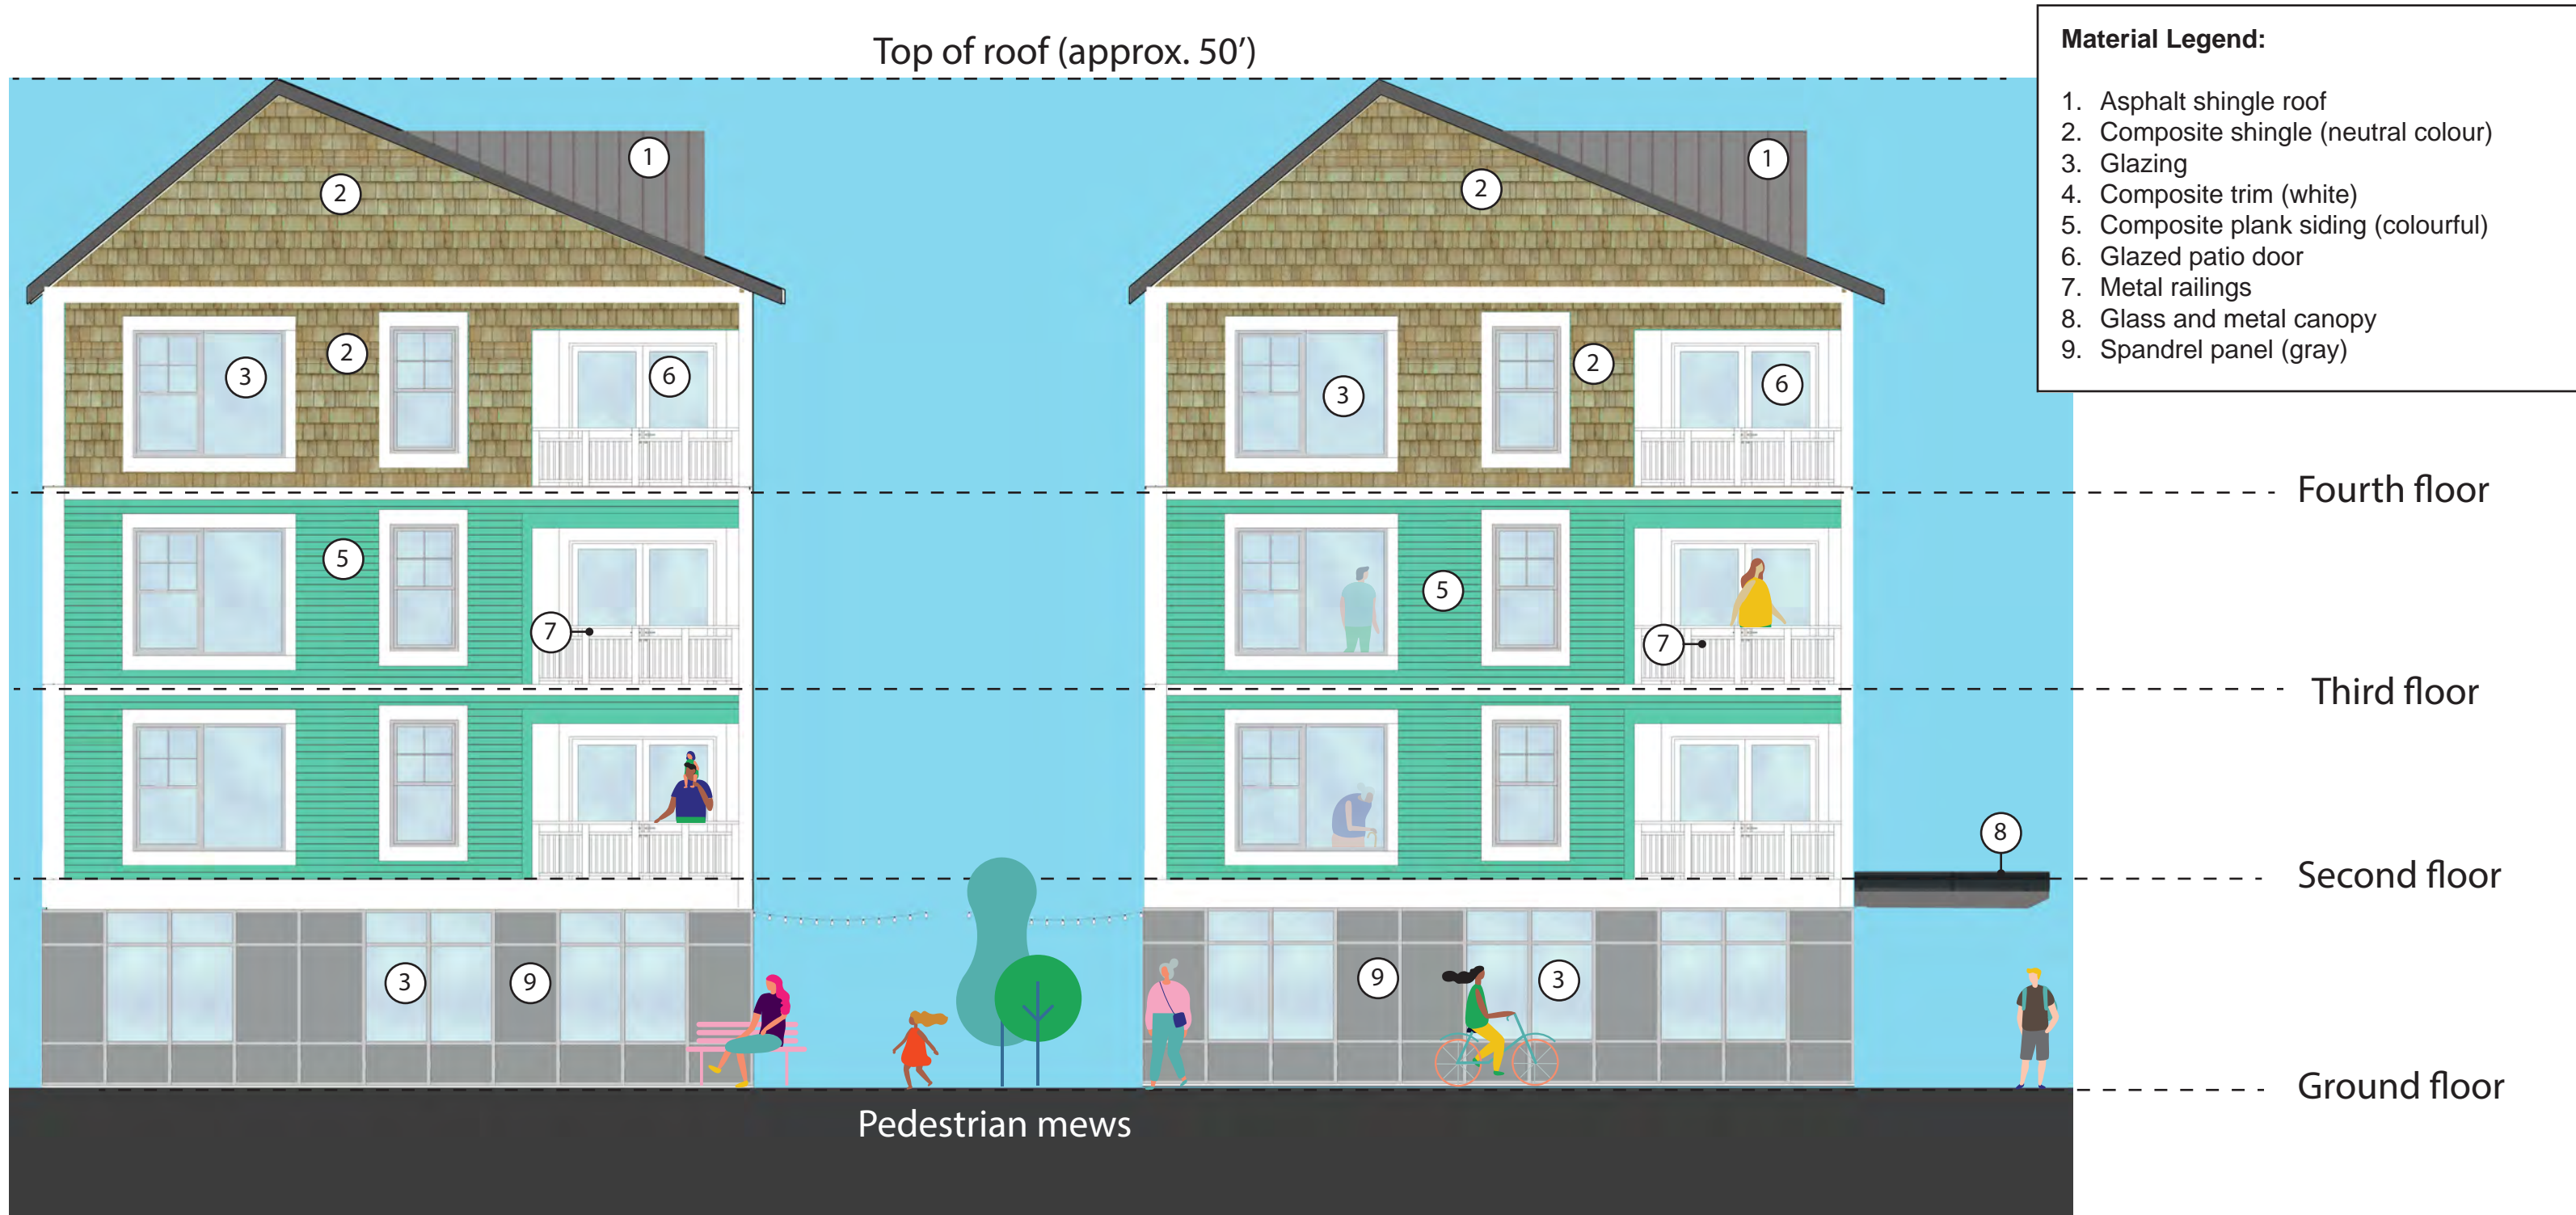 Top of roof (approx. 50’)
Material Legend:
1. Asphalt shingle roof
2. Composite shingle (neutral colour)
3. Glazing
4. Composite trim (white)
5. Composite plank siding (colourful)
6. Glazed patio door
7. Metal railings
8. Glass and metal canopy
9. Spandrel panel (gray)
1
1
2
2
3
2
6
3
2
6
Fourth floor
5
7
5
7
Third floor
8
Second floor
3
9
9
3
Ground floor
Pedestrian mews